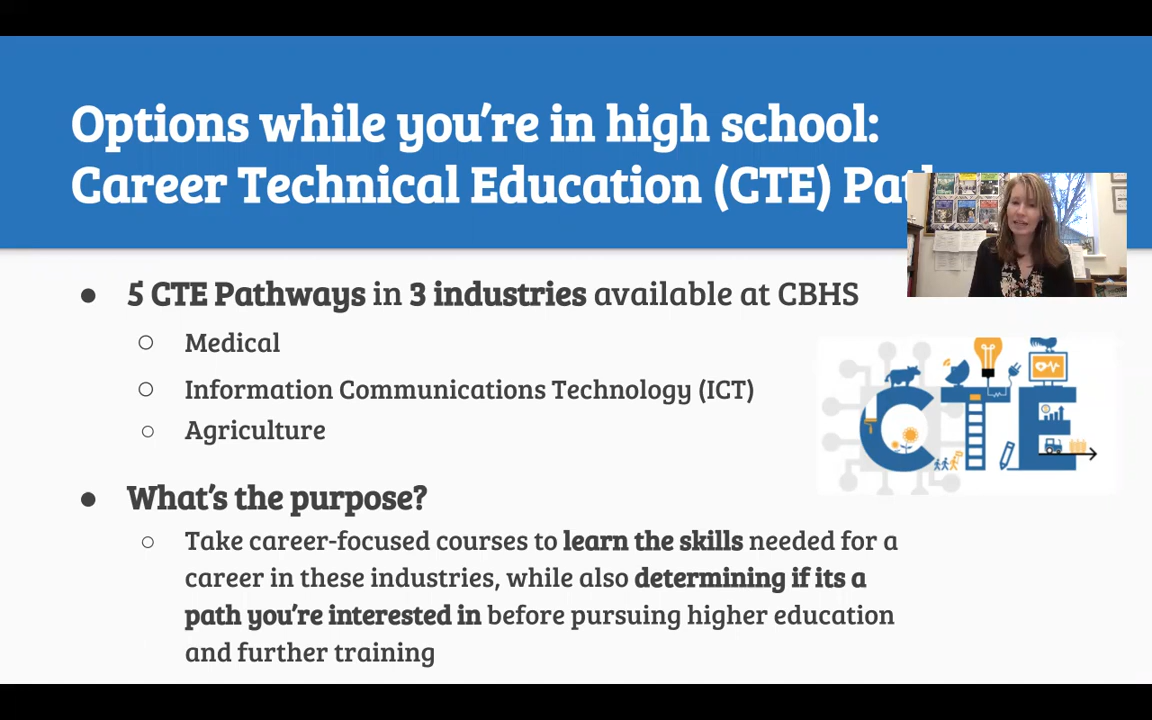 Options while you're in high school:
Career Technical Education (CTE)
● 5 CTE Pathways in 3 industries available at CBHS
○ Medical
○ Information Communications Technology (ICT)
○ Agriculture
CTE
● What's the purpose?
○ Take career-focused courses to learn the skills needed for a
career in these industries, while also determining if its a
path you're interested in before pursuing higher education
and further training